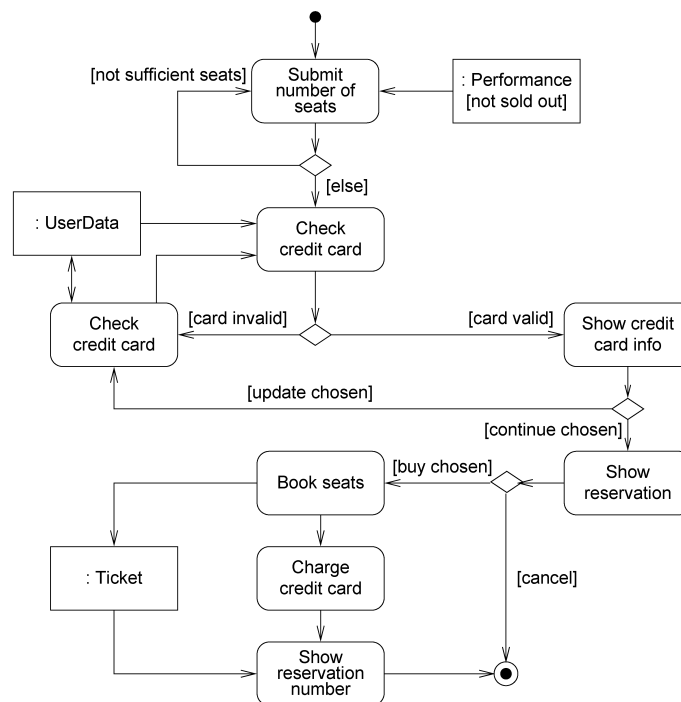 [not sufficient seats]
Submit
number of
seats
: Performance
[not sold out]
[else]
: UserData
Check
credit card
Check
credit card
[card invalid]
[card valid]
Show credit
card info
[update chosen]
[continue chosen]
Book seats
[buy chosen]
Show
reservation
: Ticket
Charge
credit card
[cancel]
Show
reservation
number